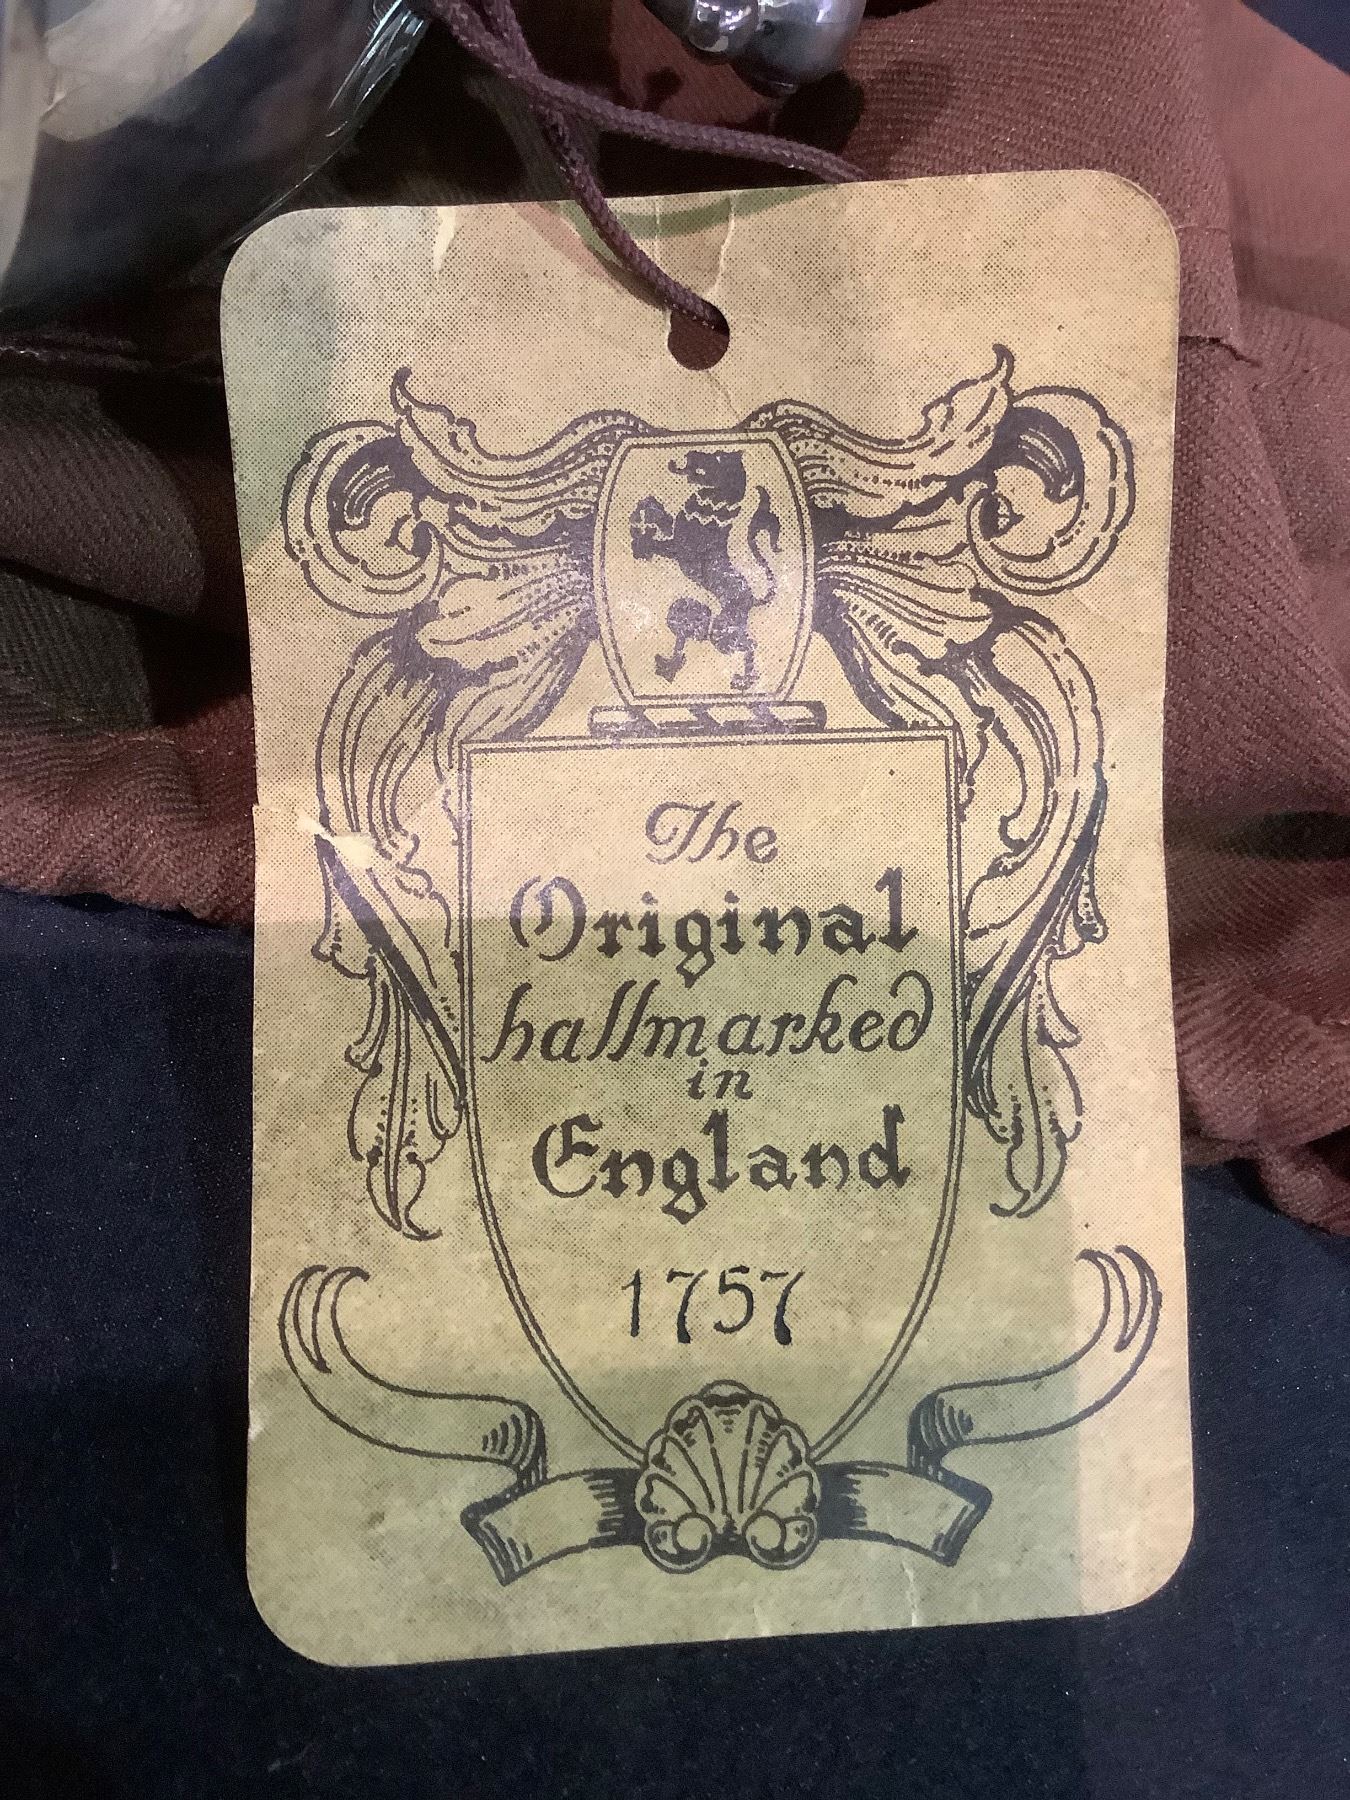 The
Original
hallmarked
in
England
1757